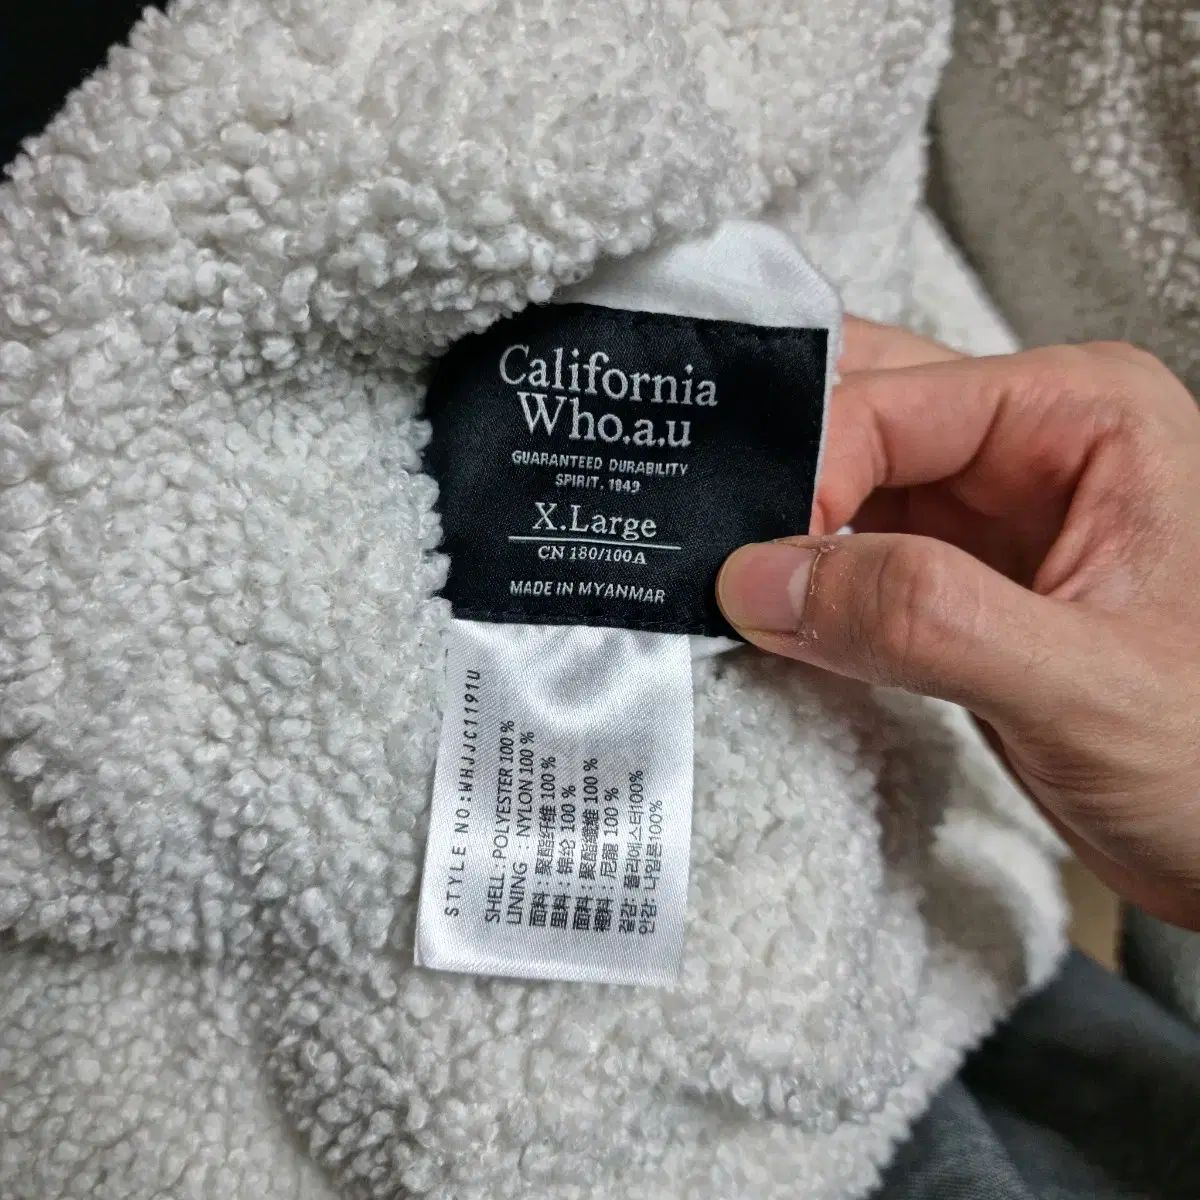 California
Who.a.u
GUARANTEED DURABILITY
SPIRIT. 1949
X.Large
CN 180/100A
MADE IN MYANMAR
STYLE NO:WHJJC1191U
SHELL : POLYESTER 100 %
LINING : NYLON 100 %
面料 : 聚酯纤维 100 %
里料 : 锦纶 100 %
面料 : 聚酯纖維 100 %
裡料 : 尼龍 100 %
겉감: 폴리에스터100%
안감: 나일론100%